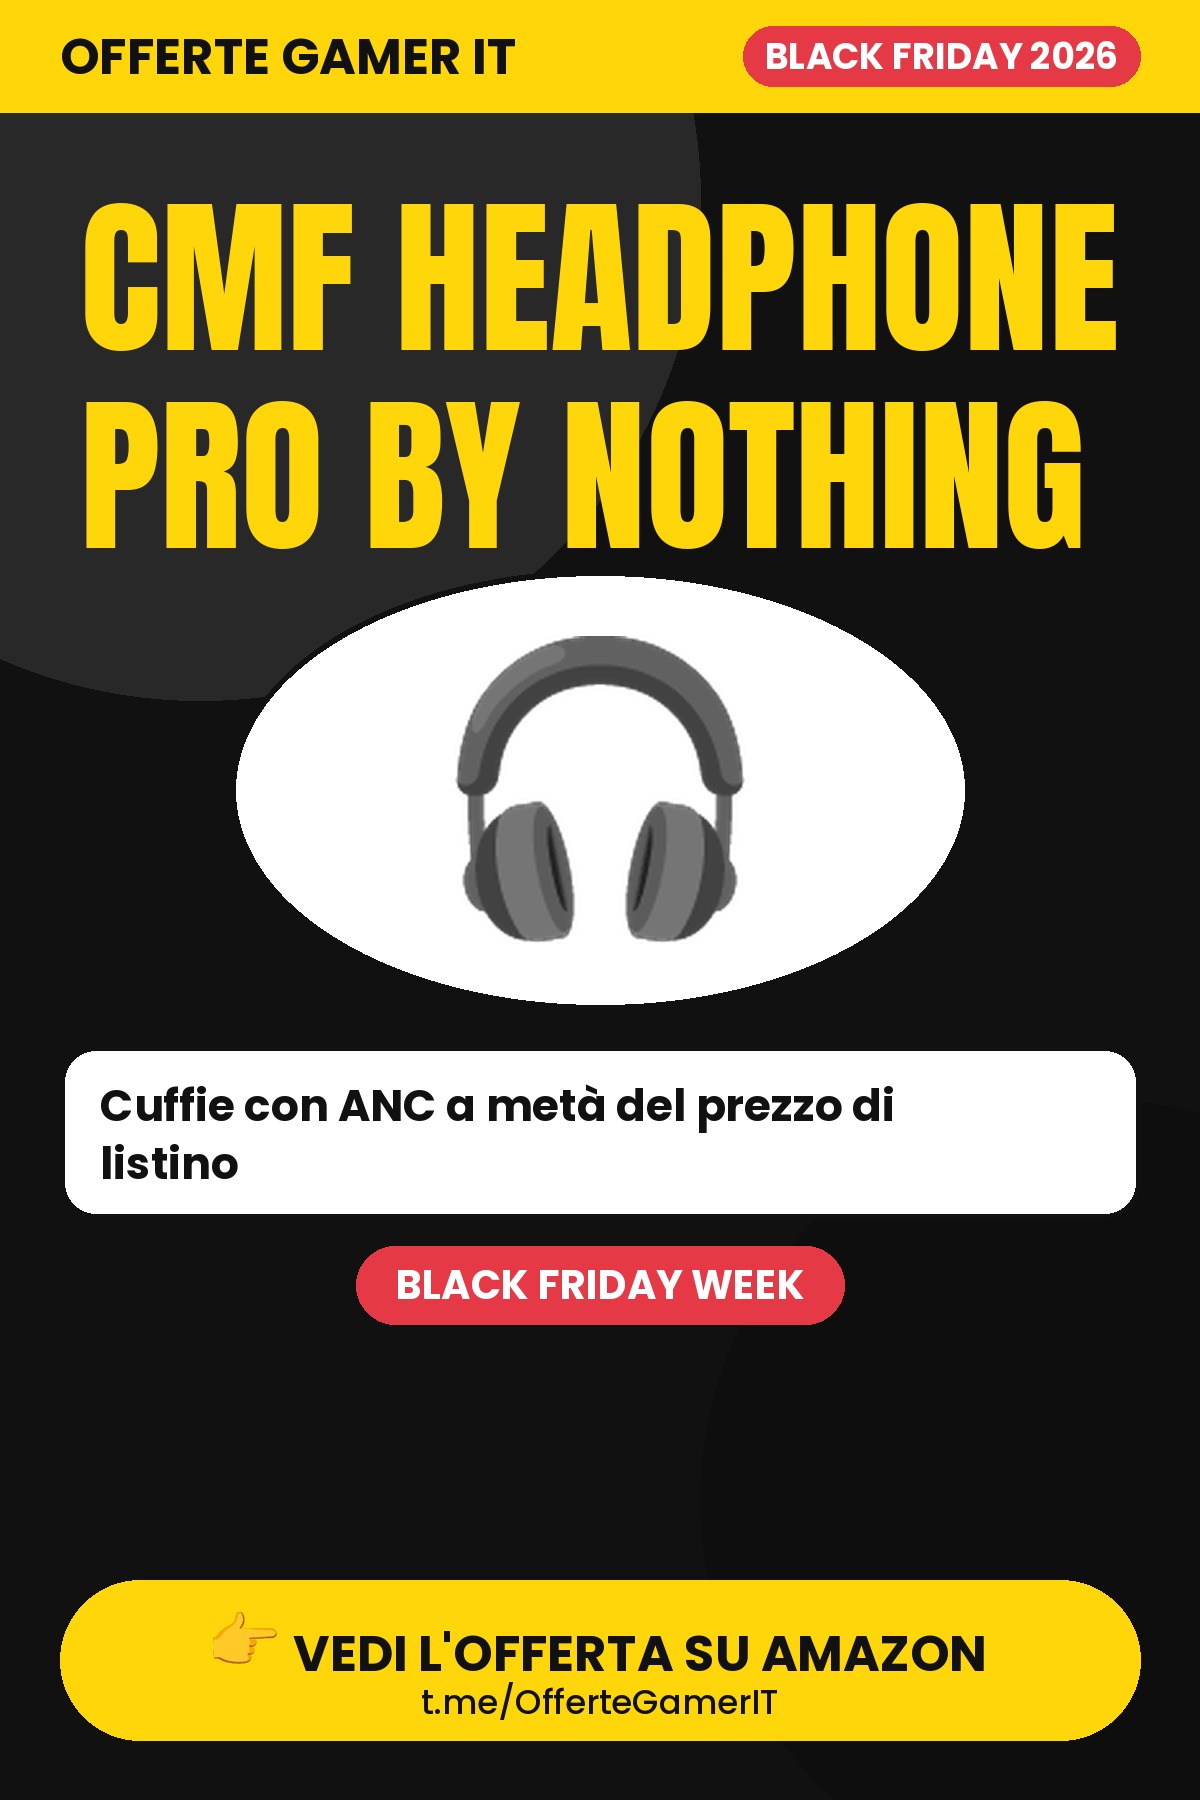 OFFERTE GAMER IT
BLACK FRIDAY 2026
CMF HEADPHONE
PRO BY NOTHING
Cuffie con ANC a metà del prezzo di
listino
BLACK FRIDAY WEEK
VEDI L'OFFERTA SU AMAZON
t.me/OfferteGamerIT